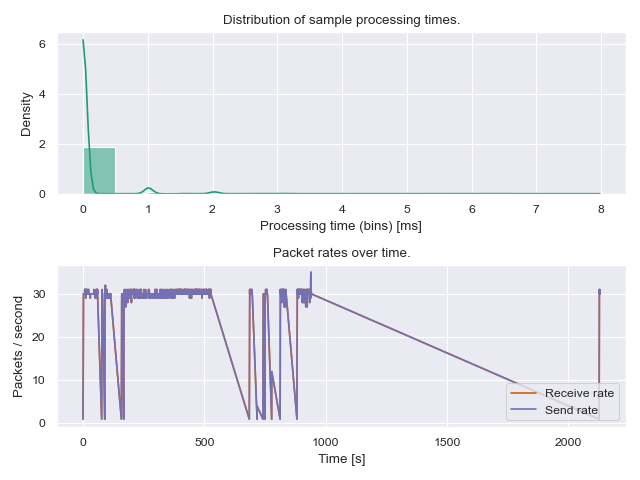 Distribution of sample processing times.
6
4
2
0
Density
0 1 2 3 4 5 6 7 8
Processing time (bins) [ms]
Packet rates over time.
30
20
10
0
Packets / second
Receive rate
Send rate
0 500 1000 1500 2000
Time [s]